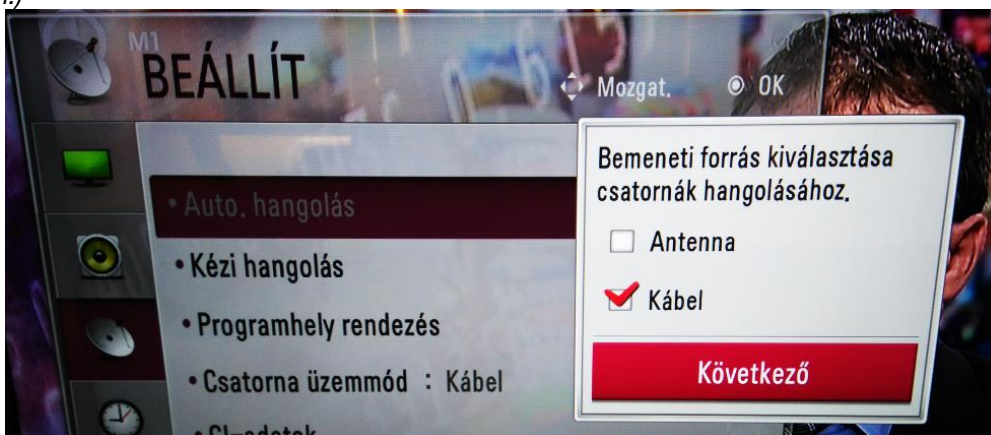 M1
BEÁLLÍT
Mozgat. OK
• Auto. hangolás
• Kézi hangolás
• Programhely rendezés
• Csatorna üzemmód : Kábel
Bemeneti forrás kiválasztása
csatornák hangolásához.
Antenna
Kábel
Következő